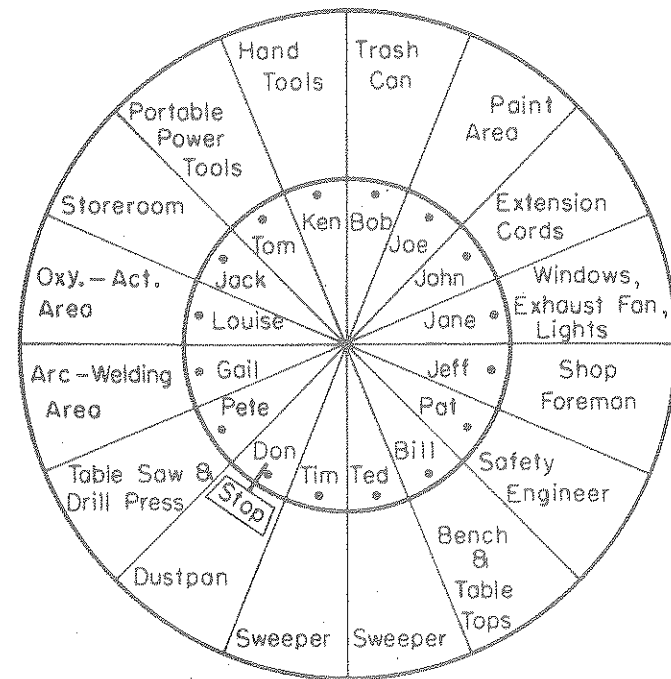 Hand
Tools
Trash
Can
Paint
Area
Extension
Cords
Windows,
Exhaust Fan,
Lights
Shop
Foreman
Safety
Engineer
Bench
&
Table
Tops
Sweeper
Sweeper
Dustpan
Table Saw &
Drill Press
Arc-Welding
Area
Oxy.-Act.
Area
Storeroom
Portable
Power
Tools
Ken
Bob
Joe
John
Jane
Jeff
Pat
Bill
Ted
Tim
Don
Stop
Pete
Gail
Louise
Jack
Tom